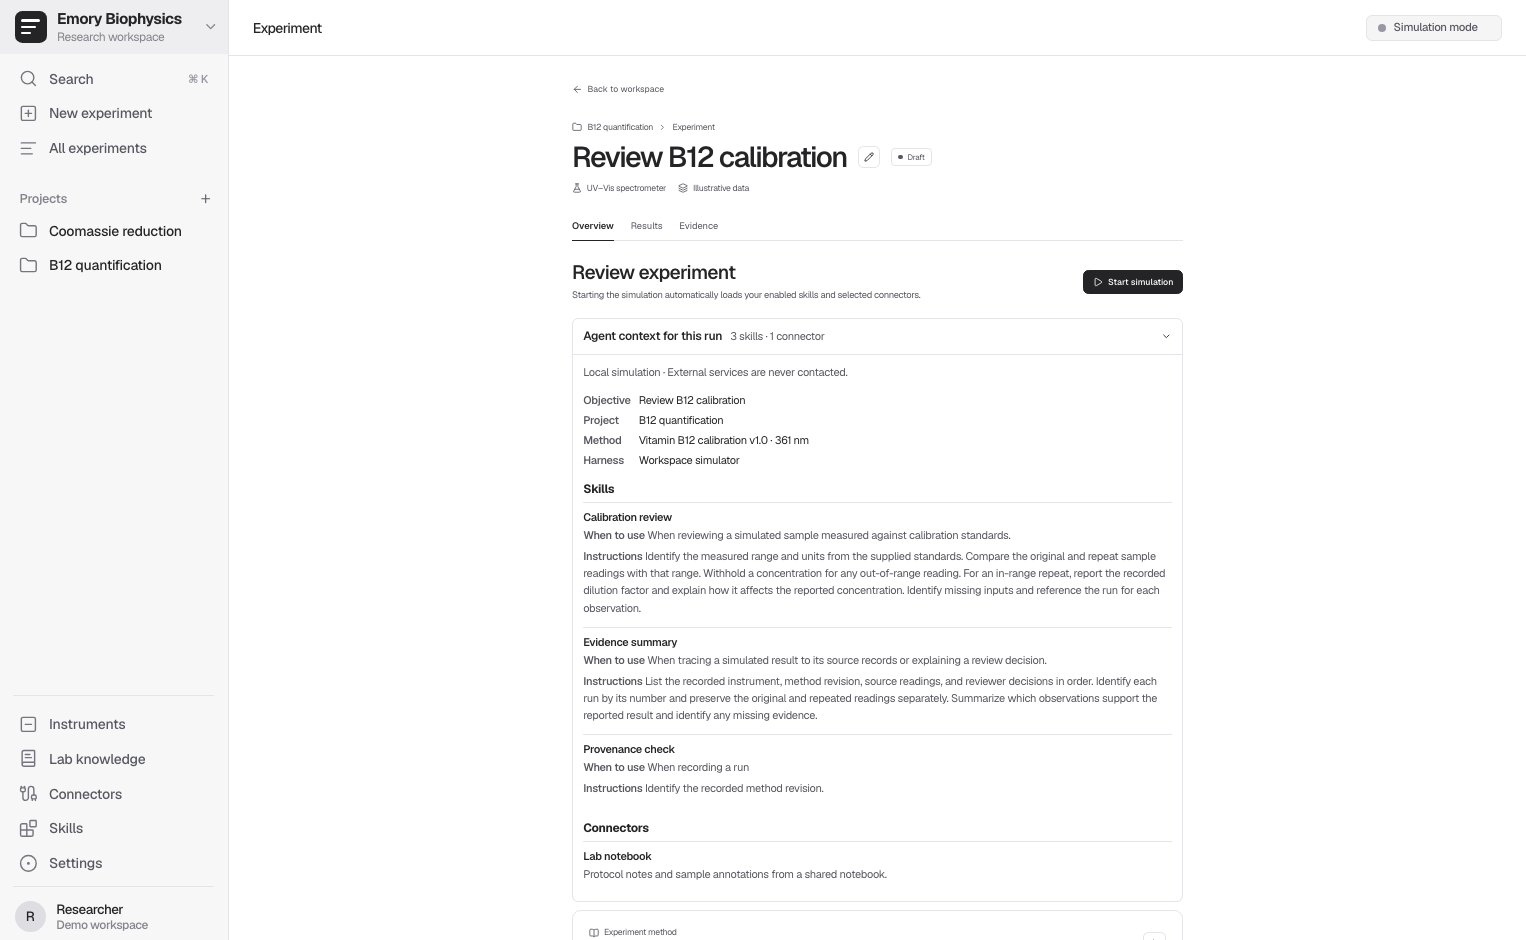 Emory Biophysics
Research workspace
Search
⌘ K
New experiment
All experiments
Projects
Coomassie reduction
B12 quantification
Instruments
Lab knowledge
Connectors
Skills
Settings
R
Researcher
Demo workspace
Experiment
Simulation mode
Back to workspace
B12 quantification > Experiment
Review B12 calibration
Draft
UV–Vis spectrometer
Illustrative data
Overview
Results
Evidence
Review experiment
Starting the simulation automatically loads your enabled skills and selected connectors.
Start simulation
Agent context for this run 3 skills · 1 connector
Local simulation · External services are never contacted.
Objective Review B12 calibration
Project B12 quantification
Method Vitamin B12 calibration v1.0 · 361 nm
Harness Workspace simulator
Skills
Calibration review
When to use When reviewing a simulated sample measured against calibration standards.
Instructions Identify the measured range and units from the supplied standards. Compare the original and repeat sample
readings with that range. Withhold a concentration for any out-of-range reading. For an in-range repeat, report the recorded
dilution factor and explain how it affects the reported concentration. Identify missing inputs and reference the run for each
observation.
Evidence summary
When to use When tracing a simulated result to its source records or explaining a review decision.
Instructions List the recorded instrument, method revision, source readings, and reviewer decisions in order. Identify each
run by its number and preserve the original and repeated readings separately. Summarize which observations support the
reported result and identify any missing evidence.
Provenance check
When to use When recording a run
Instructions Identify the recorded method revision.
Connectors
Lab notebook
Protocol notes and sample annotations from a shared notebook.
Experiment method